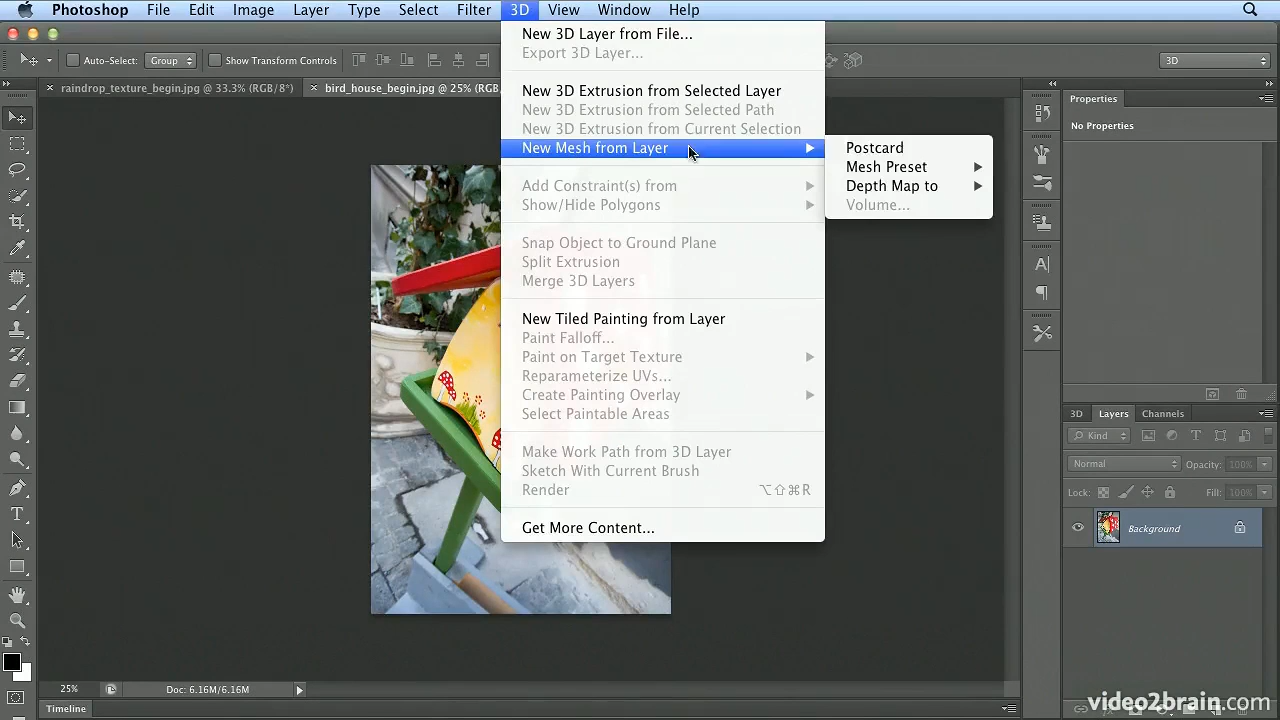 Photoshop File Edit Image Layer Type Select Filter 3D View Window Help
Auto-Select: Group Show Transform Controls 3D
raindrop_texture_begin.jpg @ 33.3% (RGB/8*) bird_house_begin.jpg @ 25% (RGB,
New 3D Layer from File...
Export 3D Layer...
New 3D Extrusion from Selected Layer
New 3D Extrusion from Selected Path
New 3D Extrusion from Current Selection
New Mesh from Layer
Postcard
Mesh Preset
Depth Map to
Volume...
Add Constraint(s) from
Show/Hide Polygons
Snap Object to Ground Plane
Split Extrusion
Merge 3D Layers
New Tiled Painting from Layer
Paint Falloff...
Paint on Target Texture
Reparameterize UVs...
Create Painting Overlay
Select Paintable Areas
Make Work Path from 3D Layer
Sketch With Current Brush
Render ⌥⇧⌘R
Get More Content...
Properties
No Properties
3D Layers Channels
Kind
Normal Opacity: 100%
Lock: Fill: 100%
Background
25% Doc: 6.16M/6.16M
Timeline
video2brain.com